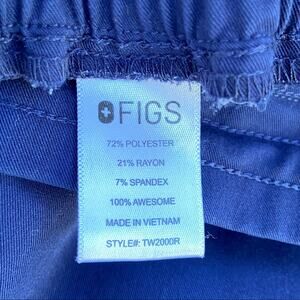 FIGS
72% POLYESTER
21% RAYON
7% SPANDEX
100% AWESOME
MADE IN VIETNAM
STYLE#: TW2000R